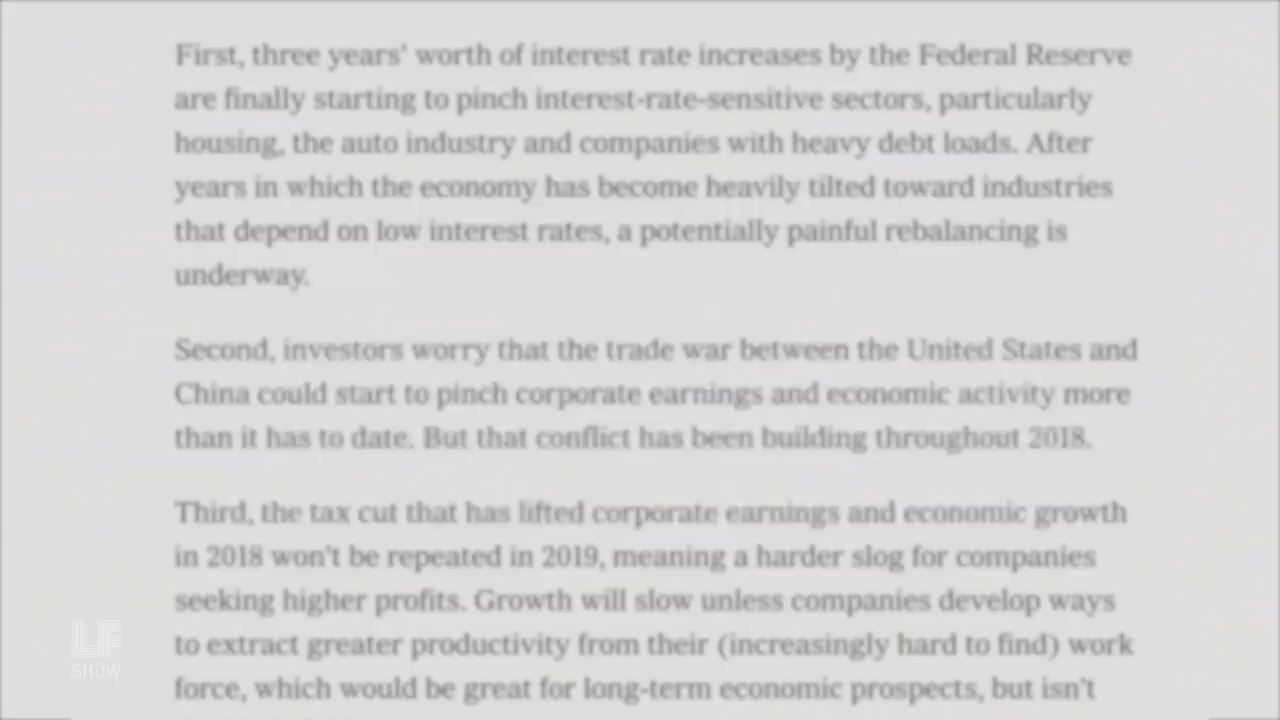 First, three years' worth of interest rate increases by the Federal Reserve
are finally starting to pinch interest-rate-sensitive sectors, particularly
housing, the auto industry and companies with heavy debt loads. After
years in which the economy has become heavily tilted toward industries
that depend on low interest rates, a potentially painful rebalancing is
underway.
Second, investors worry that the trade war between the United States and
China could start to pinch corporate earnings and economic activity more
than it has to date. But that conflict has been building throughout 2018.
Third, the tax cut that has lifted corporate earnings and economic growth
in 2018 won't be repeated in 2019, meaning a harder slog for companies
seeking higher profits. Growth will slow unless companies develop ways
to extract greater productivity from their (increasingly hard to find) work
force, which would be great for long-term economic prospects, but isn't
LF
SHOW